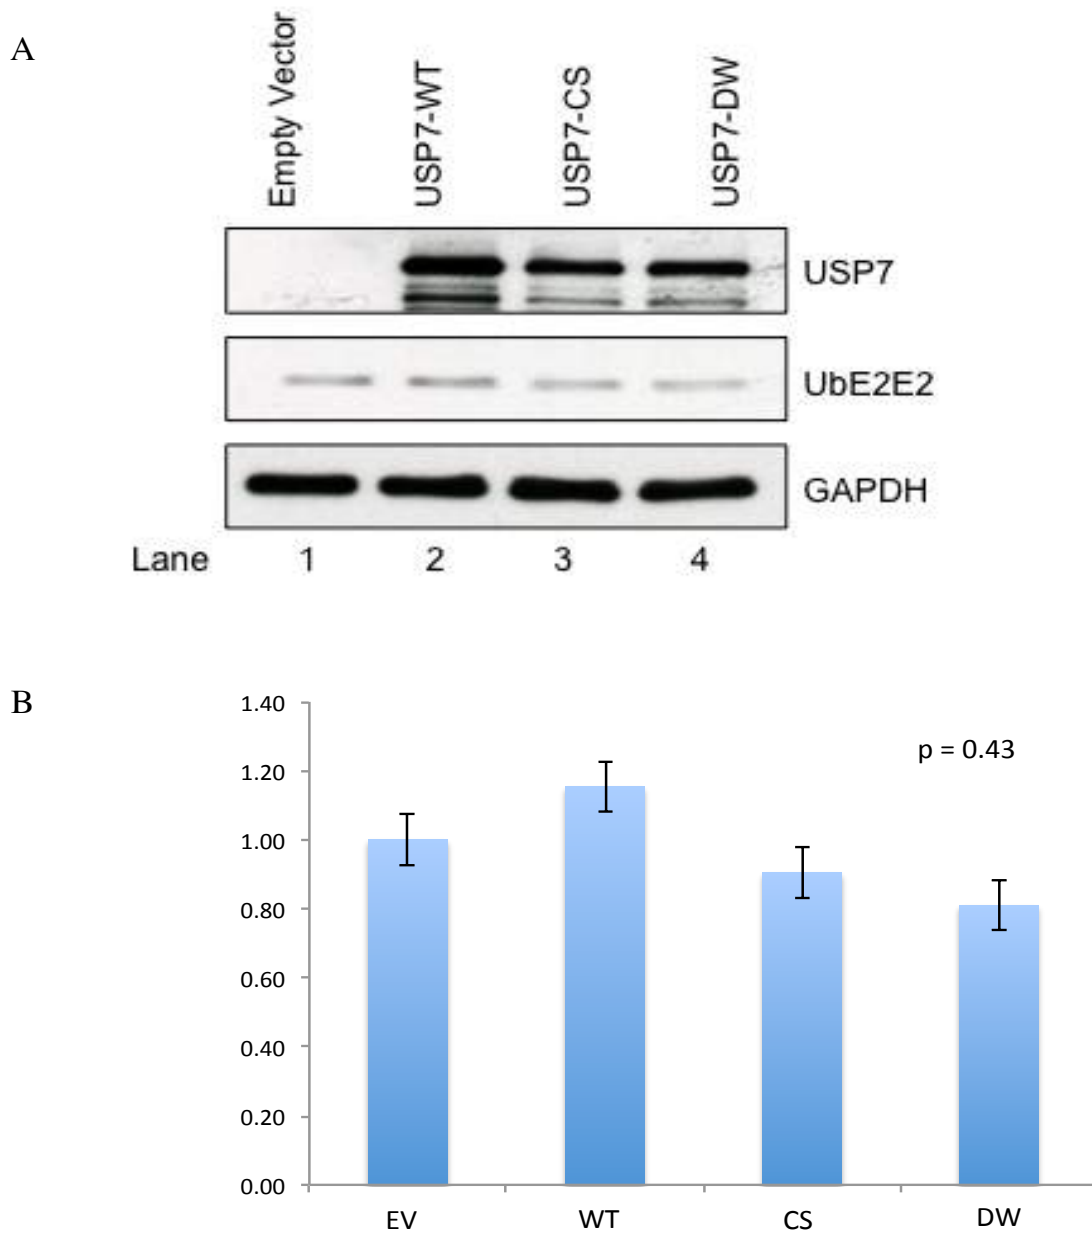 A
Empty Vector
USP7-WT
USP7-CS
USP7-DW
USP7
UbE2E2
GAPDH
Lane 1 2 3 4
B
1.40
1.20
1.00
0.80
0.60
0.40
0.20
0.00
p = 0.43
EV WT CS DW